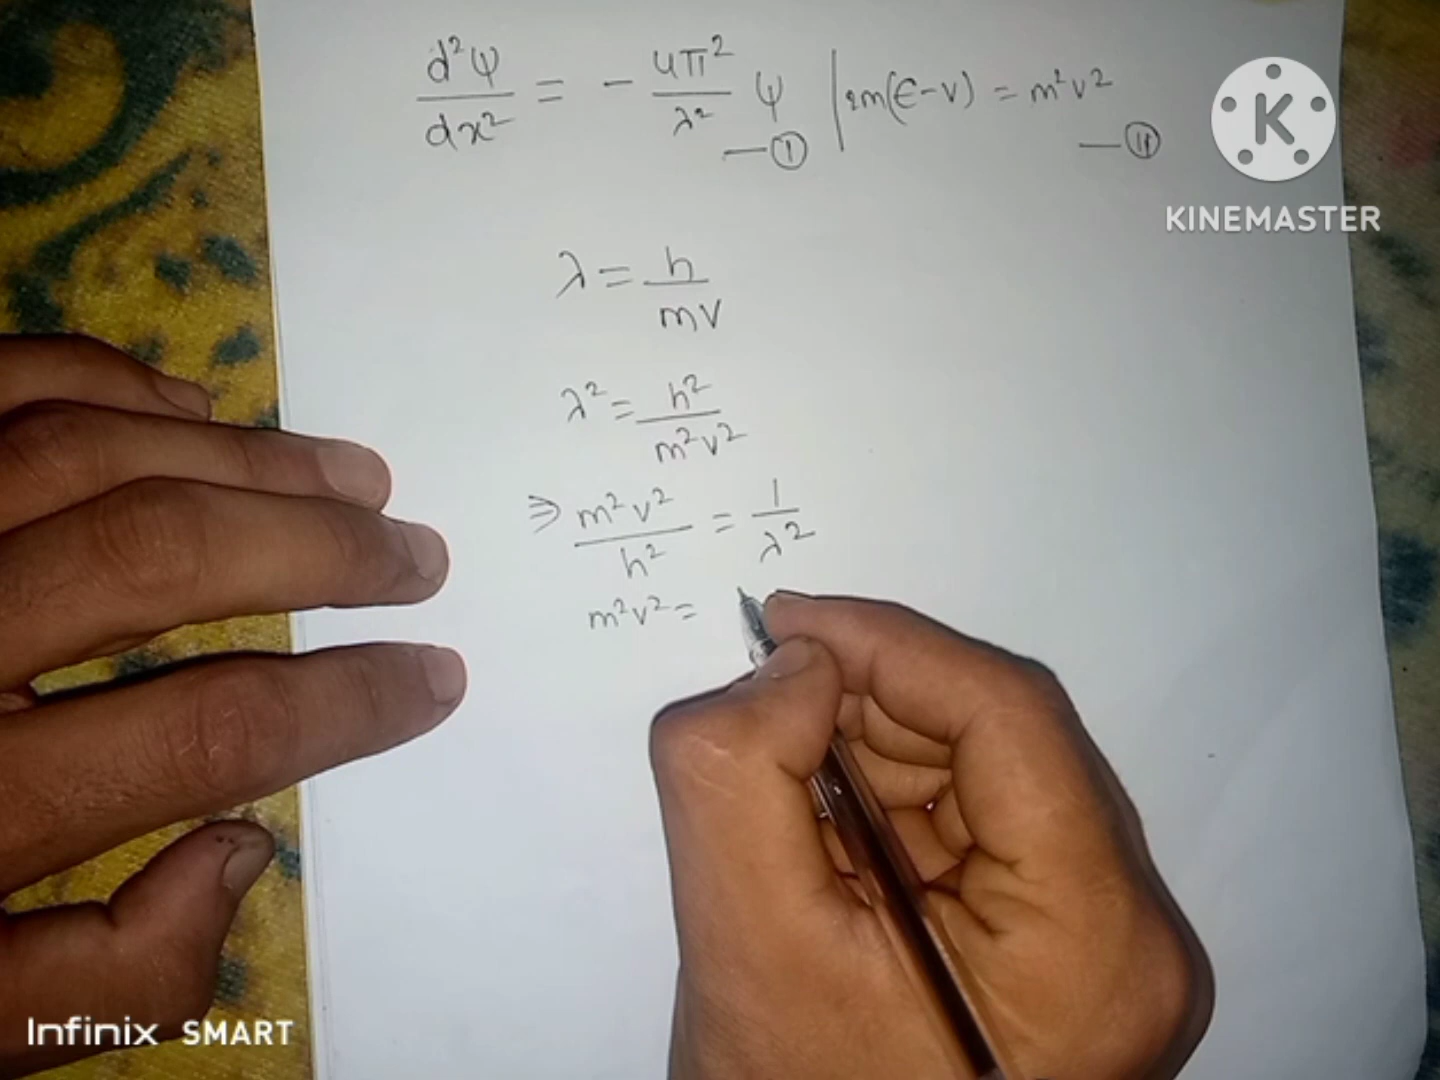 d²ψ/dx² = - 4π²/λ² ψ —① | 2m(E-V) = m²v² —⑪
K
KINEMASTER
λ = h/mv
λ² = h²/m²v²
⇒ m²v²/h² = 1/λ²
m²v² =
Infinix SMART